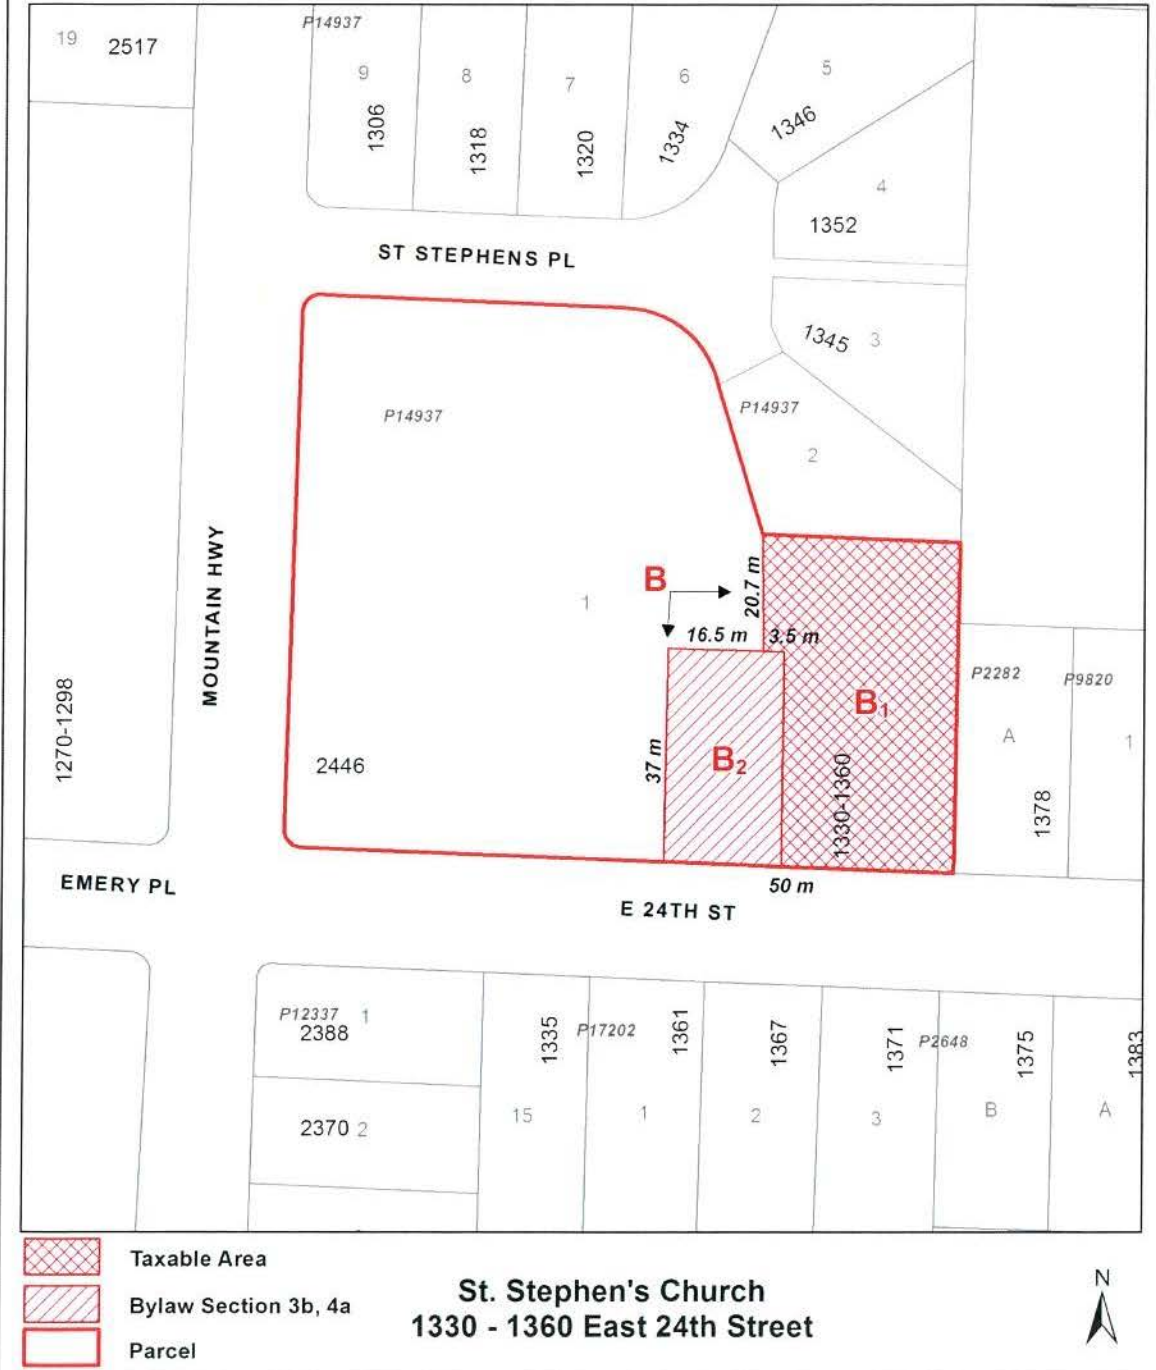 P14937
19
2517
9
8
7
6
5
1306
1318
1320
1334
1346
4
1352
ST STEPHENS PL
1345
3
P14937
P14937
2
MOUNTAIN HWY
B
20.7 m
1
16.5 m
3.5 m
P2282
P9820
1270-1298
B1
A
1
2446
37 m
B2
1330-1360
1378
EMERY PL
50 m
E 24TH ST
P12337
1
2388
1335
P17202
1361
1367
1371
P2648
1375
1383
2370
2
15
1
2
3
B
A
Taxable Area
Bylaw Section 3b, 4a
Parcel
St. Stephen's Church
1330 - 1360 East 24th Street
N